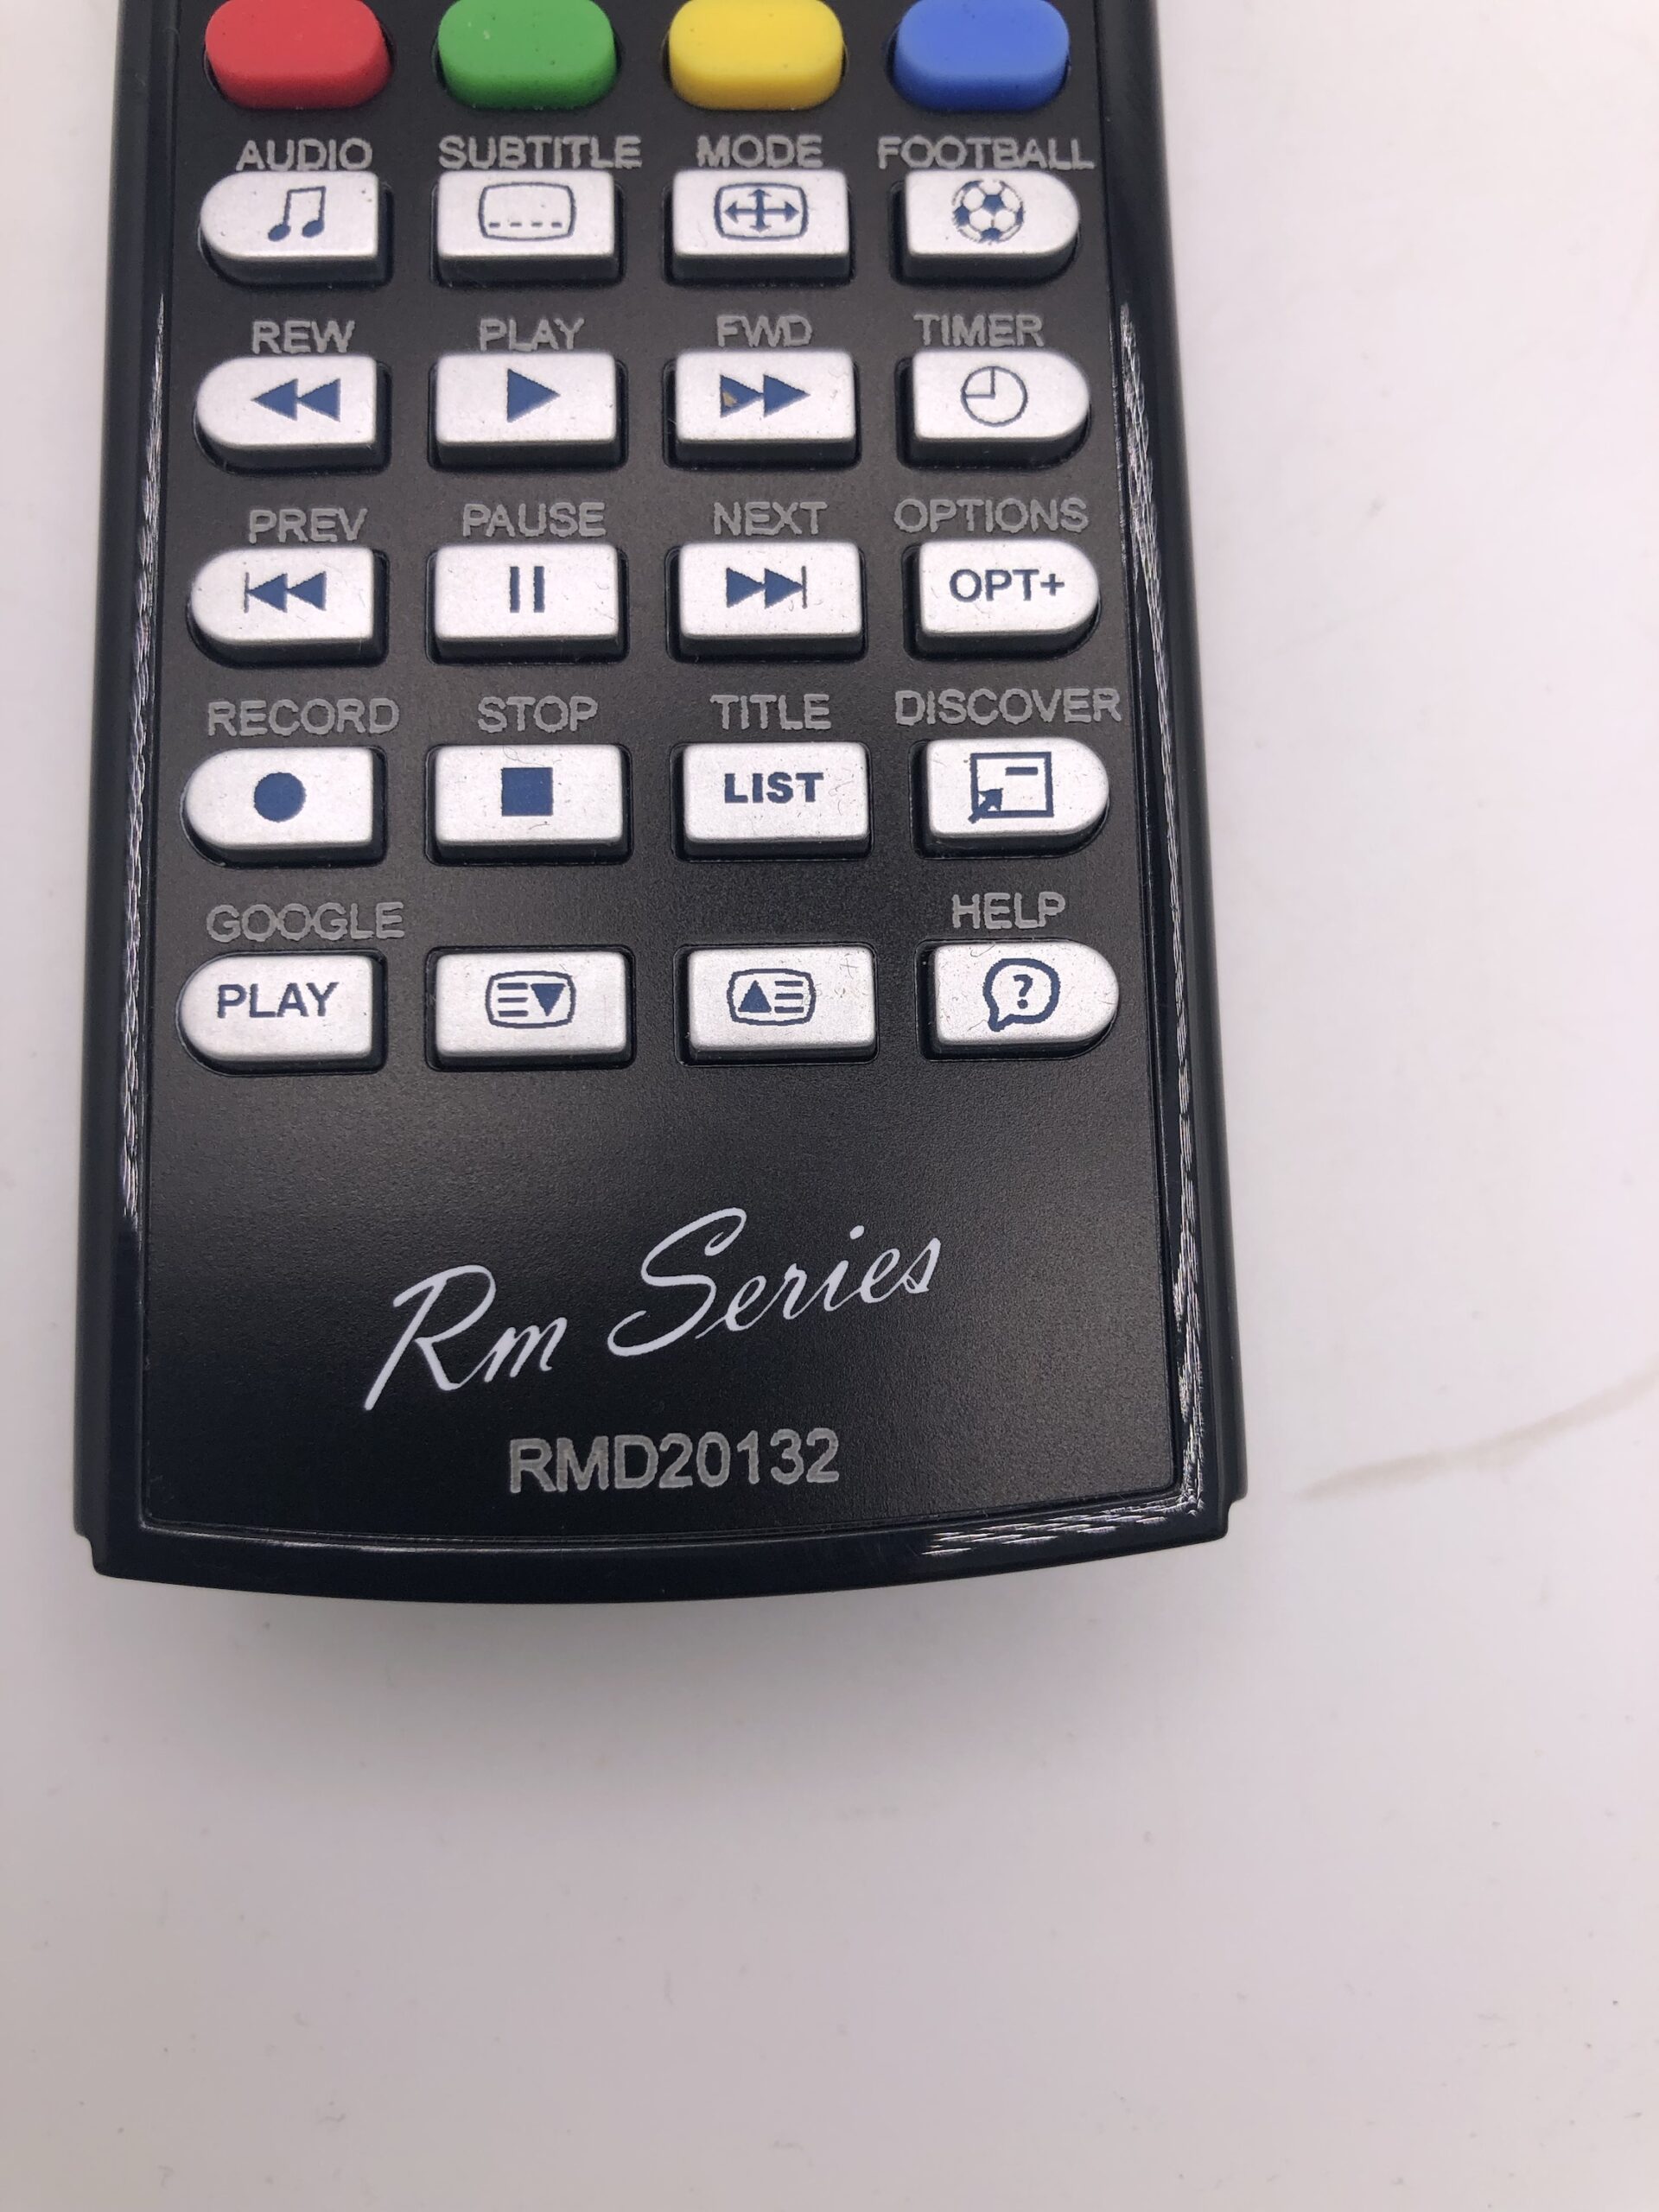 AUDIO SUBTITLE MODE FOOTBALL
REW PLAY FWD TIMER
PREV PAUSE NEXT OPTIONS
OPT+
RECORD STOP TITLE DISCOVER
LIST
GOOGLE HELP
PLAY ?
Rm Series
RMD20132